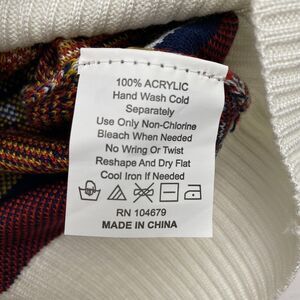 100% ACRYLIC
Hand Wash Cold
Separately
Use Only Non-Chlorine
Bleach When Needed
No Wring Or Twist
Reshape And Dry Flat
Cool Iron If Needed
RN 104679
MADE IN CHINA